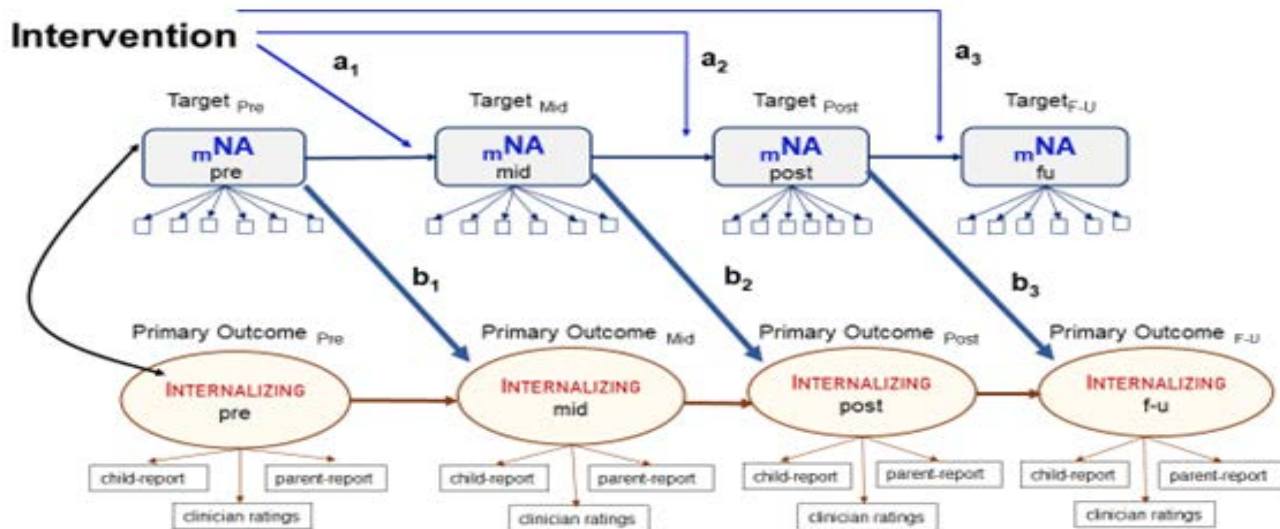 Intervention
a1
a2
a3
Target Pre
Target Mid
Target Post
TargetF-U
mNA
pre
mNA
mid
mNA
post
mNA
fu
b1
b2
b3
Primary Outcome Pre
Primary Outcome Mid
Primary Outcome Post
Primary Outcome F-U
INTERNALIZING
pre
INTERNALIZING
mid
INTERNALIZING
post
INTERNALIZING
f-u
child-report
parent-report
clinician ratings
child-report
parent-report
clinician ratings
child-report
parent-report
clinician ratings
child-report
parent-report
clinician ratings